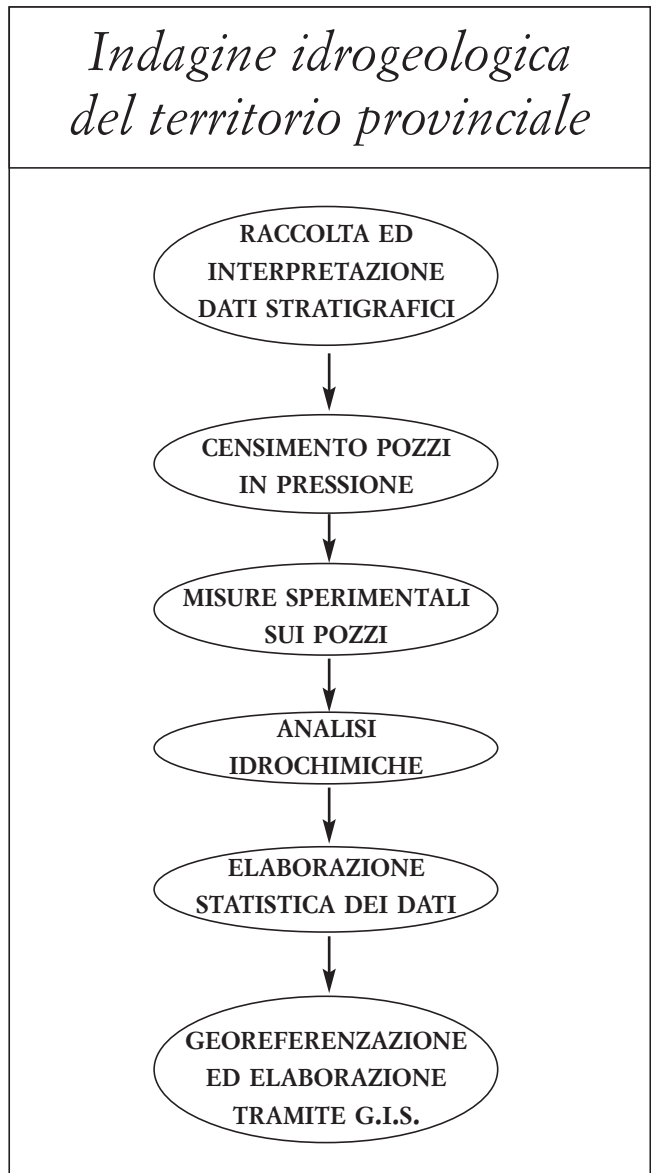 Indagine idrogeologica
del territorio provinciale
RACCOLTA ED
INTERPRETAZIONE
DATI STRATIGRAFICI
CENSIMENTO POZZI
IN PRESSIONE
MISURE SPERIMENTALI
SUI POZZI
ANALISI
IDROCHIMICHE
ELABORAZIONE
STATISTICA DEI DATI
GEOREFERENZAZIONE
ED ELABORAZIONE
TRAMITE G.I.S.